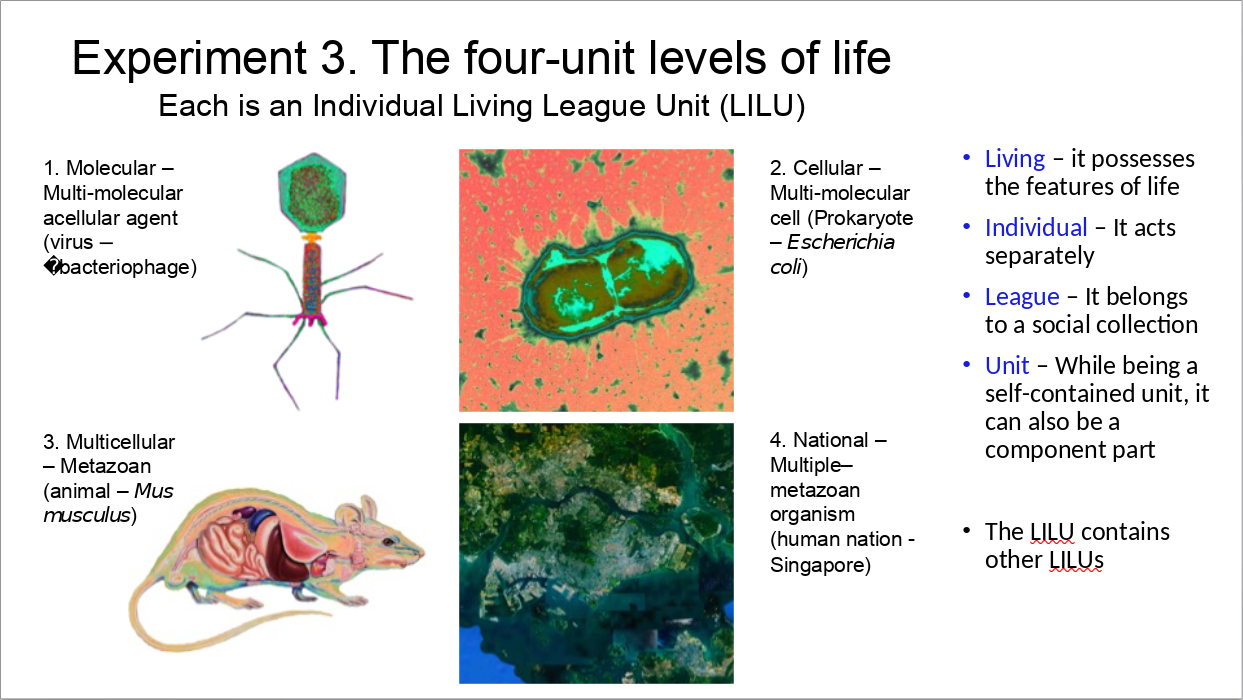 Experiment 3. The four-unit levels of life
Each is an Individual Living League Unit (LILU)
1. Molecular –
Multi-molecular
acellular agent
(virus –
�bacteriophage)
2. Cellular –
Multi-molecular
cell (Prokaryote
– Escherichia
coli)
3. Multicellular
– Metazoan
(animal – Mus
musculus)
4. National –
Multiple–
metazoan
organism
(human nation -
Singapore)
• Living – it possesses
the features of life
• Individual – It acts
separately
• League – It belongs
to a social collection
• Unit – While being a
self-contained unit, it
can also be a
component part
• The LILU contains
other LILUs